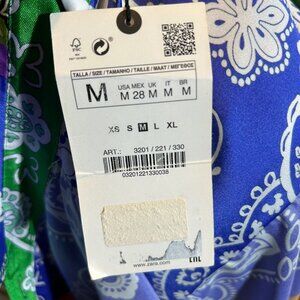 FSC
TALLA / SIZE / TAMANHO / TAILLE / MAAT / ΜΕΓΕΘΟΣ
M
USA MEX UK IT BR
M 28 M M M
XS S M L XL
ART.: 3201 / 221 / 330
03201221330038
www.zara.com